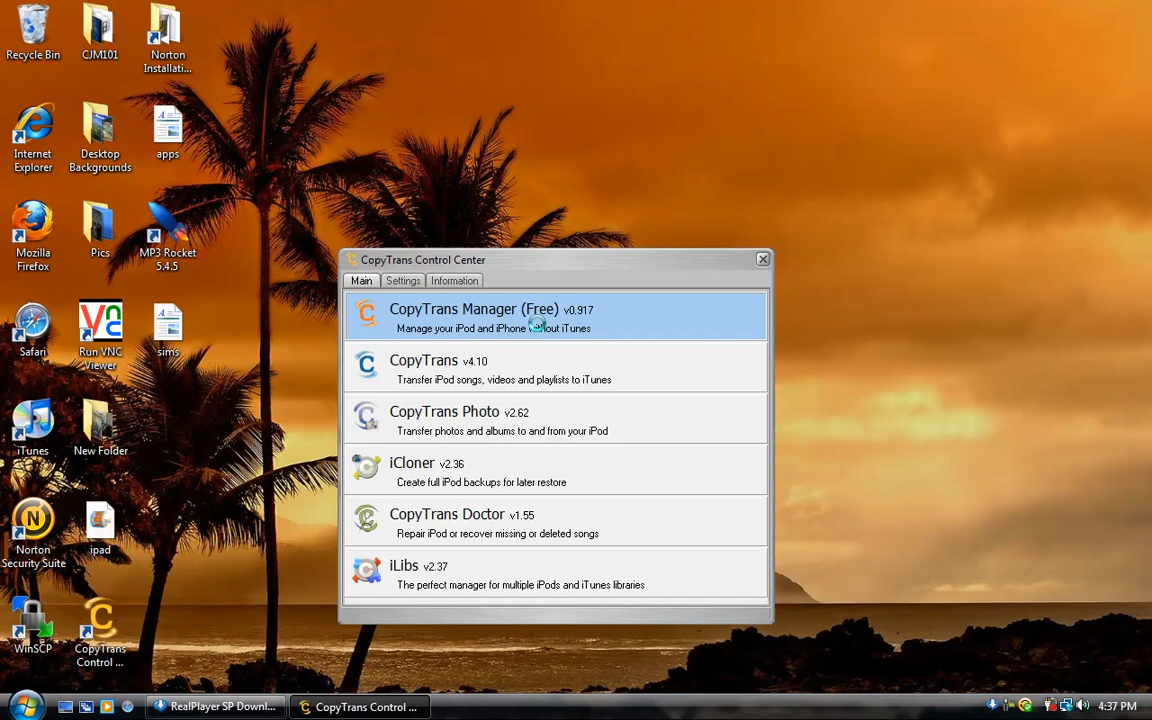 Recycle Bin
CJM101
Norton
Installati...
Internet
Explorer
Desktop
Backgrounds
apps
Mozilla
Firefox
Pics
MP3 Rocket
5.4.5
Safari
Run VNC
Viewer
sims
iTunes
New Folder
Norton
Security Suite
ipad
WinSCP
CopyTrans
Control ...
CopyTrans Control Center
Main
Settings
Information
CopyTrans Manager (Free) v0.917
Manage your iPod and iPhone iTunes
CopyTrans v4.10
Transfer iPod songs, videos and playlists to iTunes
CopyTrans Photo v2.62
Transfer photos and albums to and from your iPod
iCloner v2.36
Create full iPod backups for later restore
CopyTrans Doctor v1.55
Repair iPod or recover missing or deleted songs
iLibs v2.37
The perfect manager for multiple iPods and iTunes libraries
RealPlayer SP Downl...
CopyTrans Control ...
4:37 PM